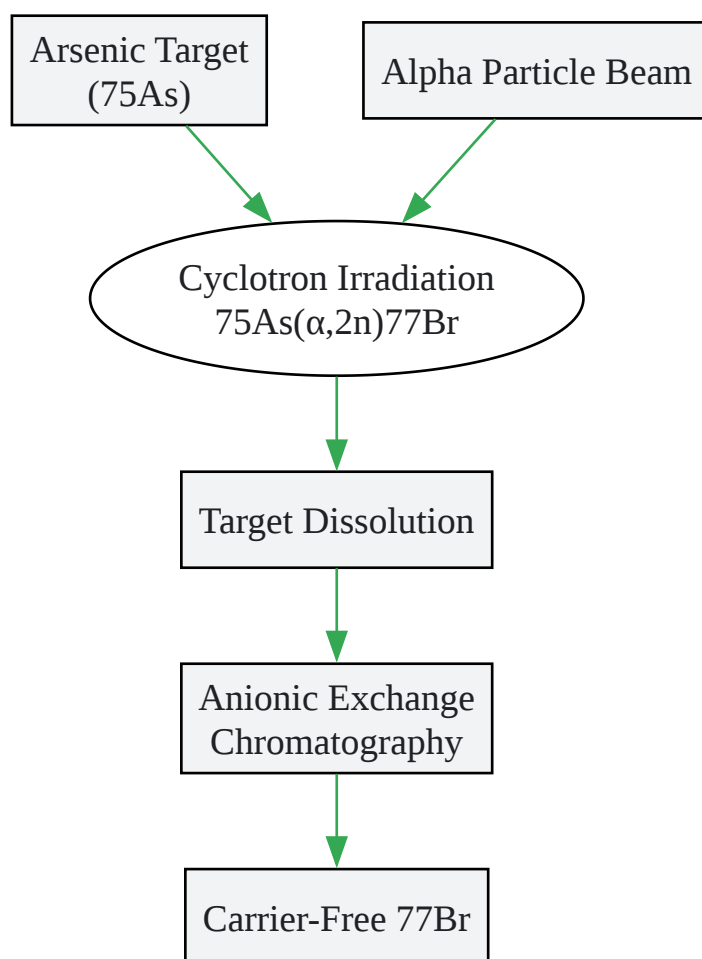 Arsenic Target
(75As)
Alpha Particle Beam
Cyclotron Irradiation
75As(α,2n)77Br
Target Dissolution
Anionic Exchange
Chromatography
Carrier-Free 77Br